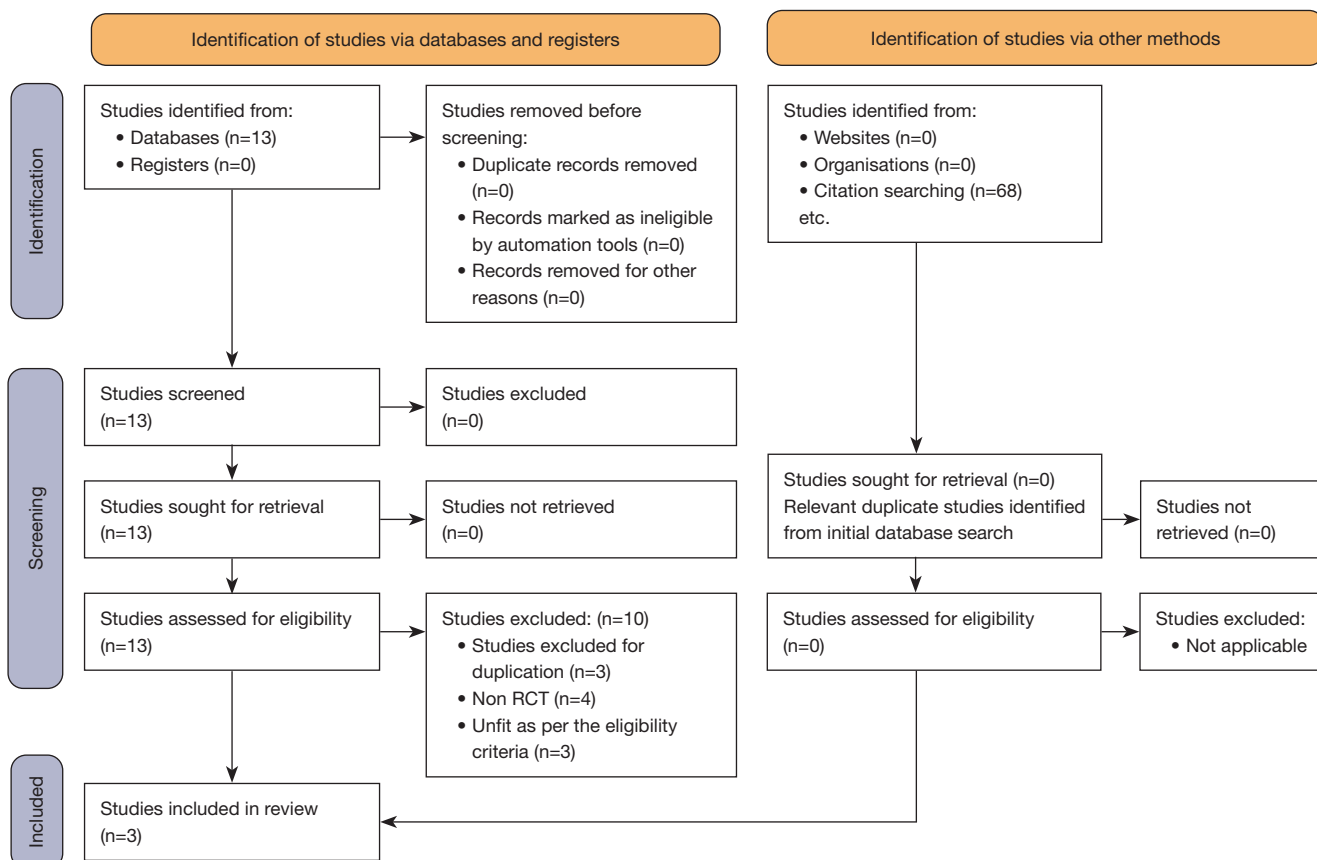 Identification of studies via databases and registers
Identification of studies via other methods
Identification
Studies identified from:
• Databases (n=13)
• Registers (n=0)
Studies removed before
screening:
• Duplicate records removed
(n=0)
• Records marked as ineligible
by automation tools (n=0)
• Records removed for other
reasons (n=0)
Studies identified from:
• Websites (n=0)
• Organisations (n=0)
• Citation searching (n=68)
etc.
Screening
Studies screened
(n=13)
Studies excluded
(n=0)
Studies sought for retrieval
(n=13)
Studies not retrieved
(n=0)
Studies sought for retrieval (n=0)
Relevant duplicate studies identified
from initial database search
Studies not
retrieved (n=0)
Studies assessed for eligibility
(n=13)
Studies excluded: (n=10)
• Studies excluded for
duplication (n=3)
• Non RCT (n=4)
• Unfit as per the eligibility
criteria (n=3)
Studies assessed for eligibility
(n=0)
Studies excluded:
• Not applicable
Included
Studies included in review
(n=3)